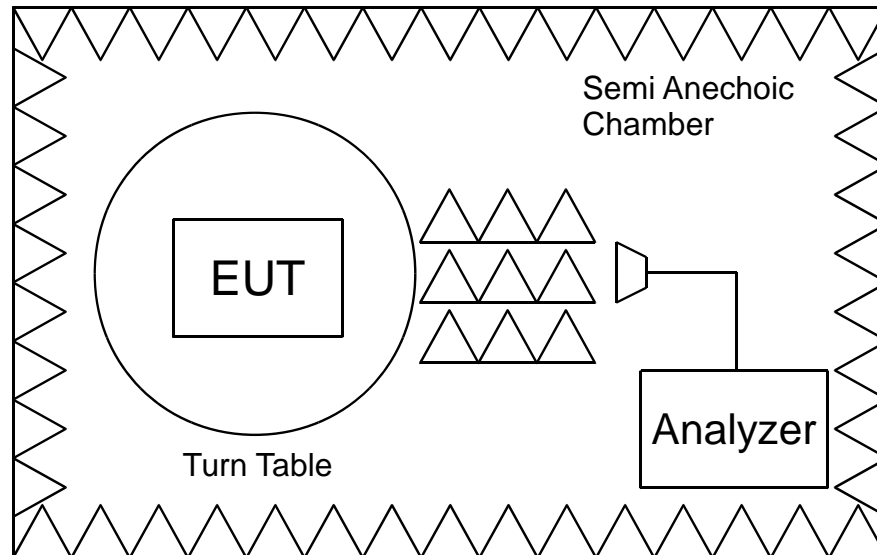 Semi Anechoic
Chamber
EUT
Analyzer
Turn Table